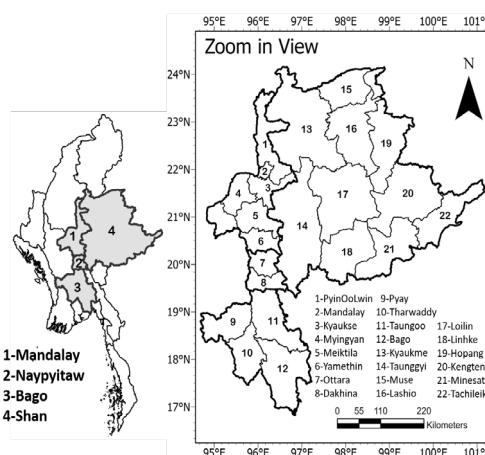 95°E 96°E 97°E 98°E 99°E 100°E 101°
Zoom in View
N
24°N
23°N
22°N
21°N
20°N
19°N
18°N
17°N
1
2
3
4
1-Mandalay
2-Naypyitaw
3-Bago
4-Shan
15
13
16
19
1
2
3
4
5
6
7
8
17
20
22
14
18
21
9
11
10
12
1-PyinOoLwin 9-Pyay
2-Mandalay 10-Tharwaddy
3-Kyaukse 11-Taungoo 17-Loilin
4-Myingyan 12-Bago 18-Linhke
5-Meiktila 13-Kyaukme 19-Hopang
6-Yamethin 14-Taunggyi 20-Kengten
7-Ottara 15-Muse 21-Minesat
8-Dakhina 16-Lashio 22-Tachileik
0 55 110 220
Kilometers
95°E 96°E 97°E 98°E 99°E 100°E 101°